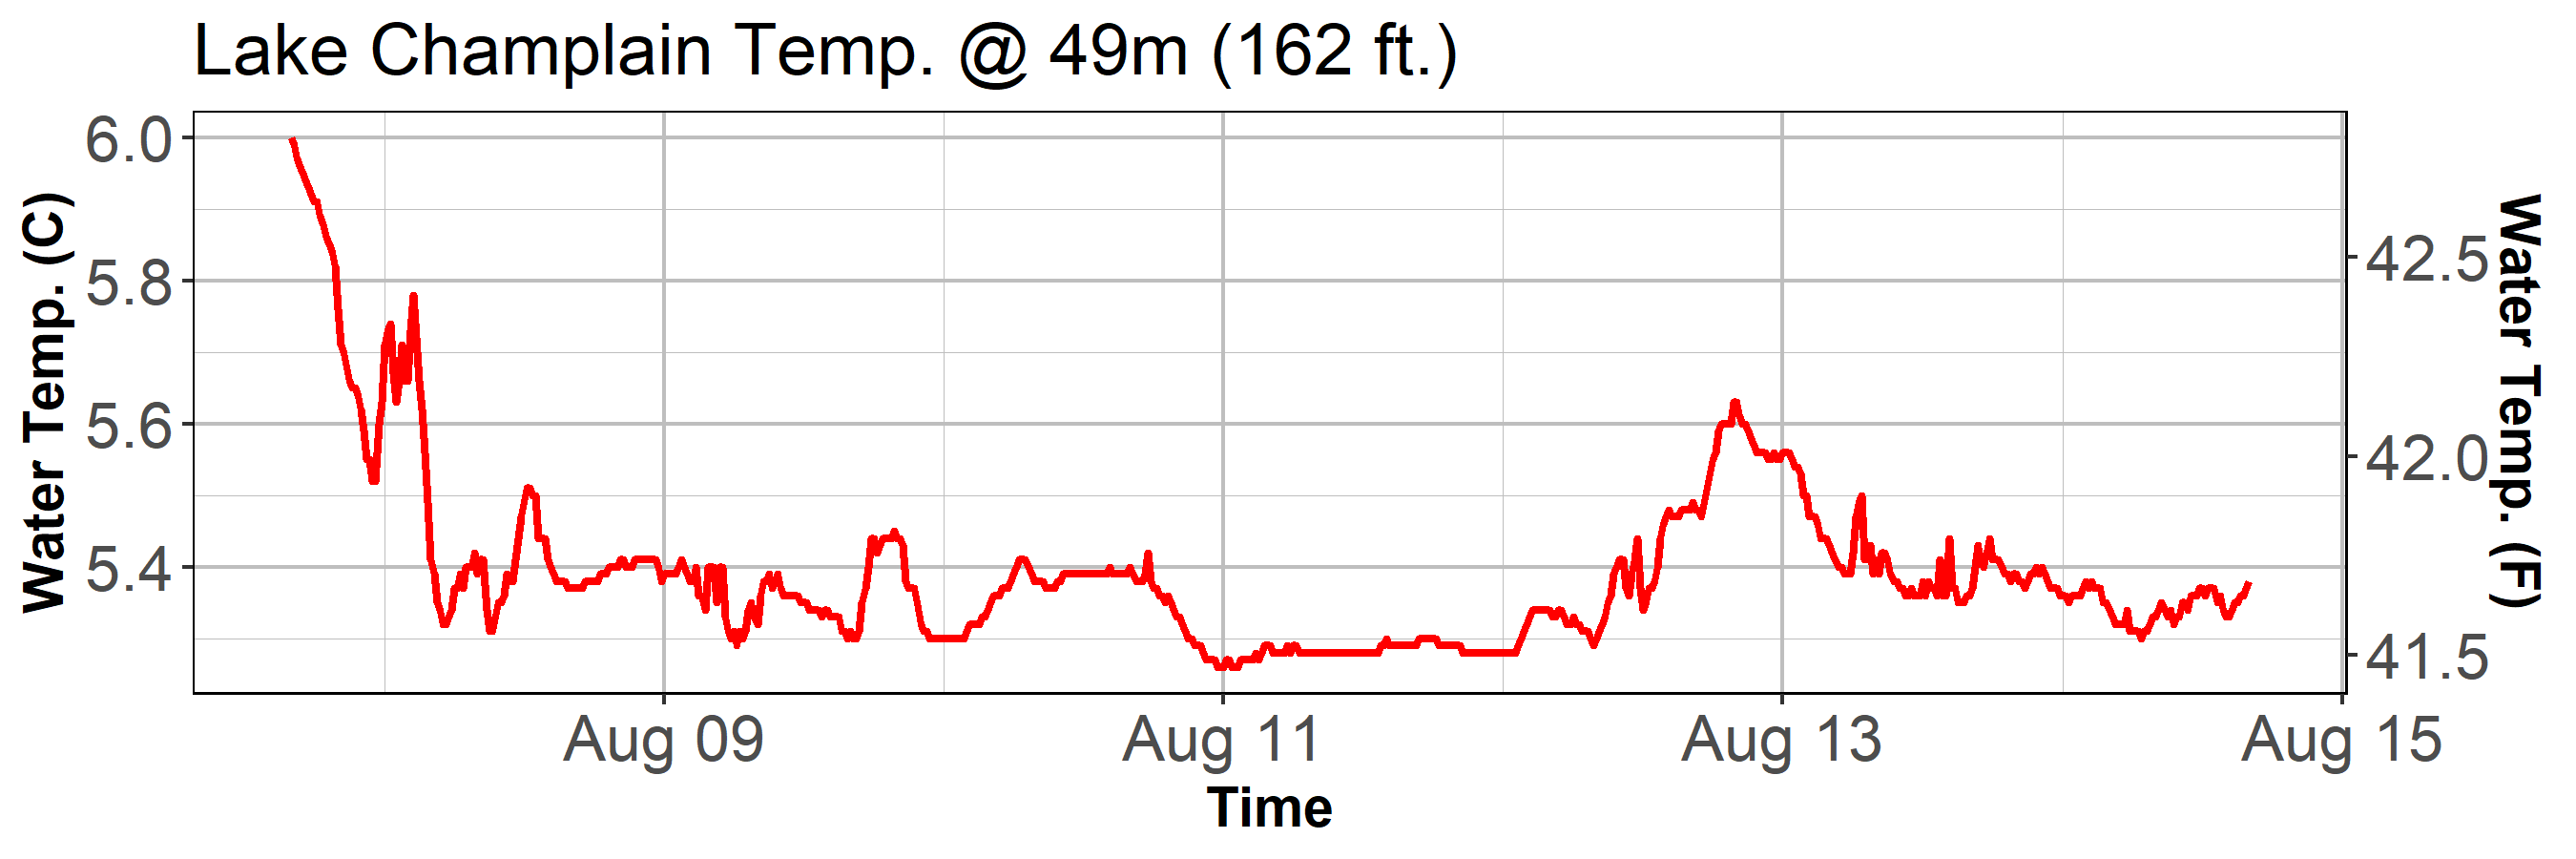 Lake Champlain Temp. @ 49m (162 ft.)
Water Temp. (C)
6.0
5.8
5.6
5.4
42.5
42.0
41.5
Water Temp. (F)
Aug 09
Aug 11
Aug 13
Aug 15
Time